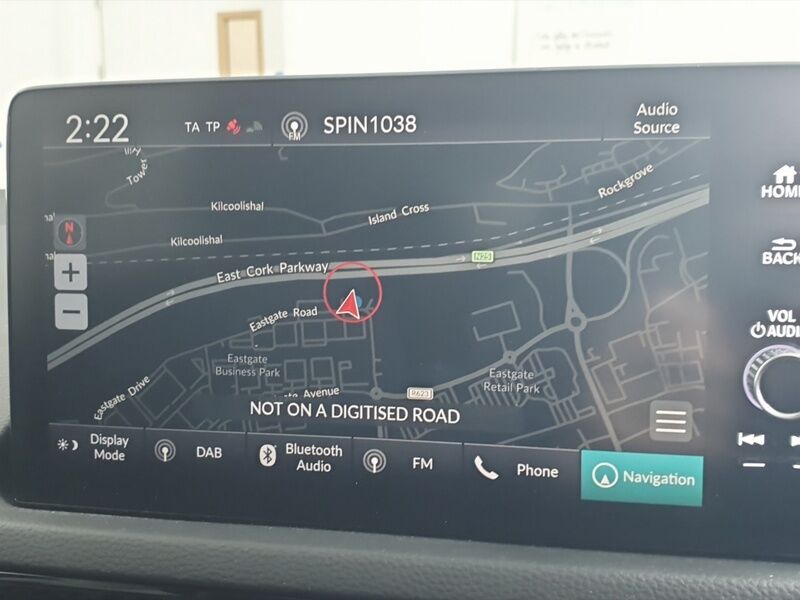 2:22
TA TP
FM
SPIN1038
Audio
Source
Tower
Kilcoolishal
Island Cross
Rockgrove
Kilcoolishal
N
East Cork Parkway
N25
+
−
Eastgate Road
Eastgate
Business Park
Eastgate
Retail Park
Eastgate Drive
Avenue
R623
NOT ON A DIGITISED ROAD
Display
Mode
DAB
Bluetooth
Audio
FM
Phone
Navigation
HOME
BACK
VOL
AUDI